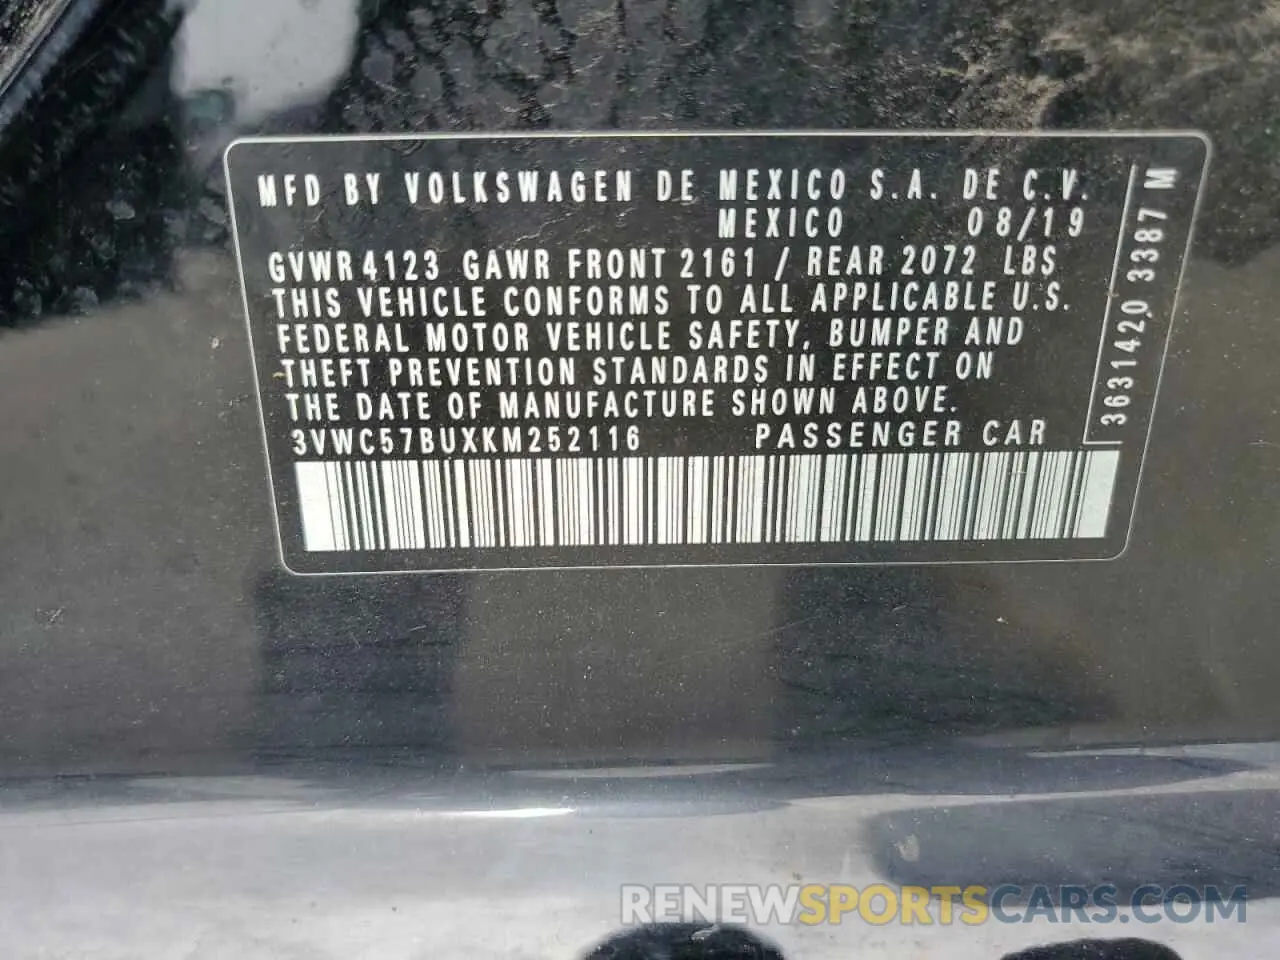 MFD BY VOLKSWAGEN DE MEXICO S.A. DE C.V.
MEXICO 08/19
GVWR 4123 GAWR FRONT 2161 / REAR 2072 LBS
THIS VEHICLE CONFORMS TO ALL APPLICABLE U.S.
FEDERAL MOTOR VEHICLE SAFETY, BUMPER AND
THEFT PREVENTION STANDARDS IN EFFECT ON
THE DATE OF MANUFACTURE SHOWN ABOVE.
3VWC57BUXKM252116 PASSENGER CAR
3631420 3387 M
RENEWSPORTSCARS.COM